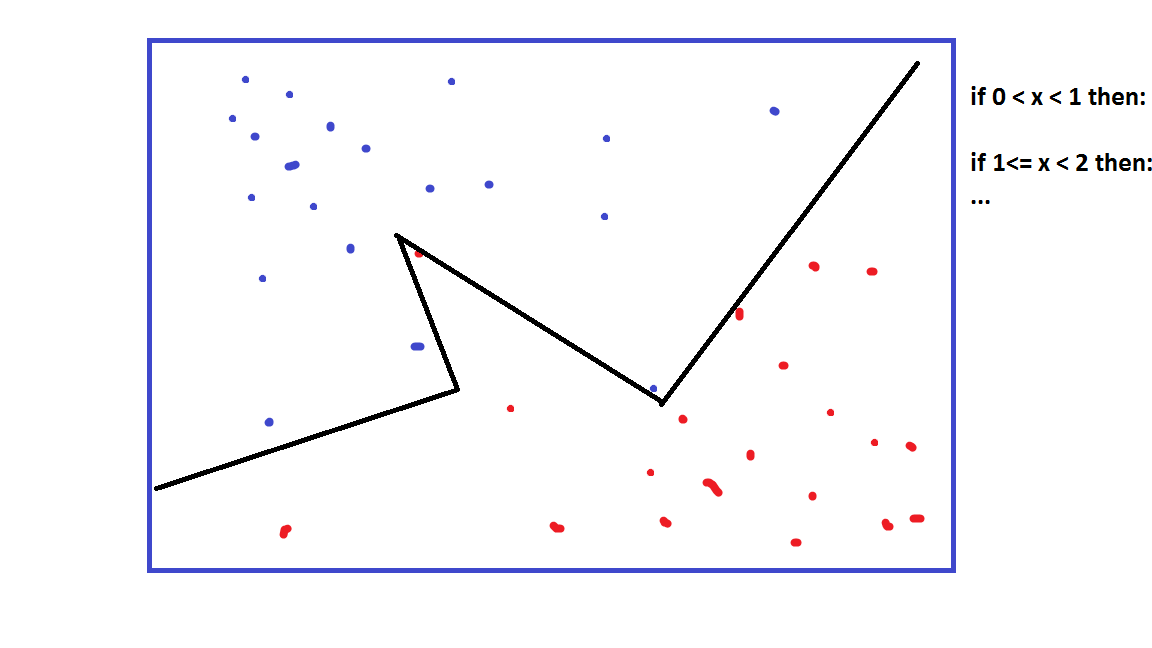 if 0 < x < 1 then:
if 1<= x < 2 then:
...